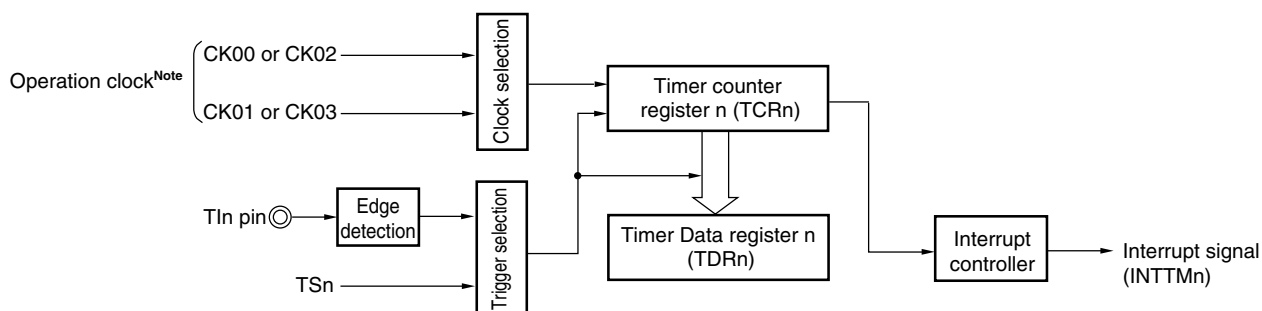 Operation clockNote
CK00 or CK02
CK01 or CK03
Clock selection
Timer counter
register n (TCRn)
TIn pin
Edge
detection
TSn
Trigger selection
Timer Data register n
(TDRn)
Interrupt
controller
Interrupt signal
(INTTMn)